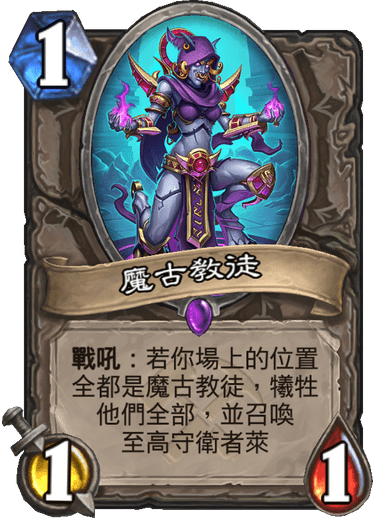 1
魔古教徒
戰吼：若你場上的位置
全都是魔古教徒，犧牲
他們全部，並召喚
至高守衛者萊
1
1